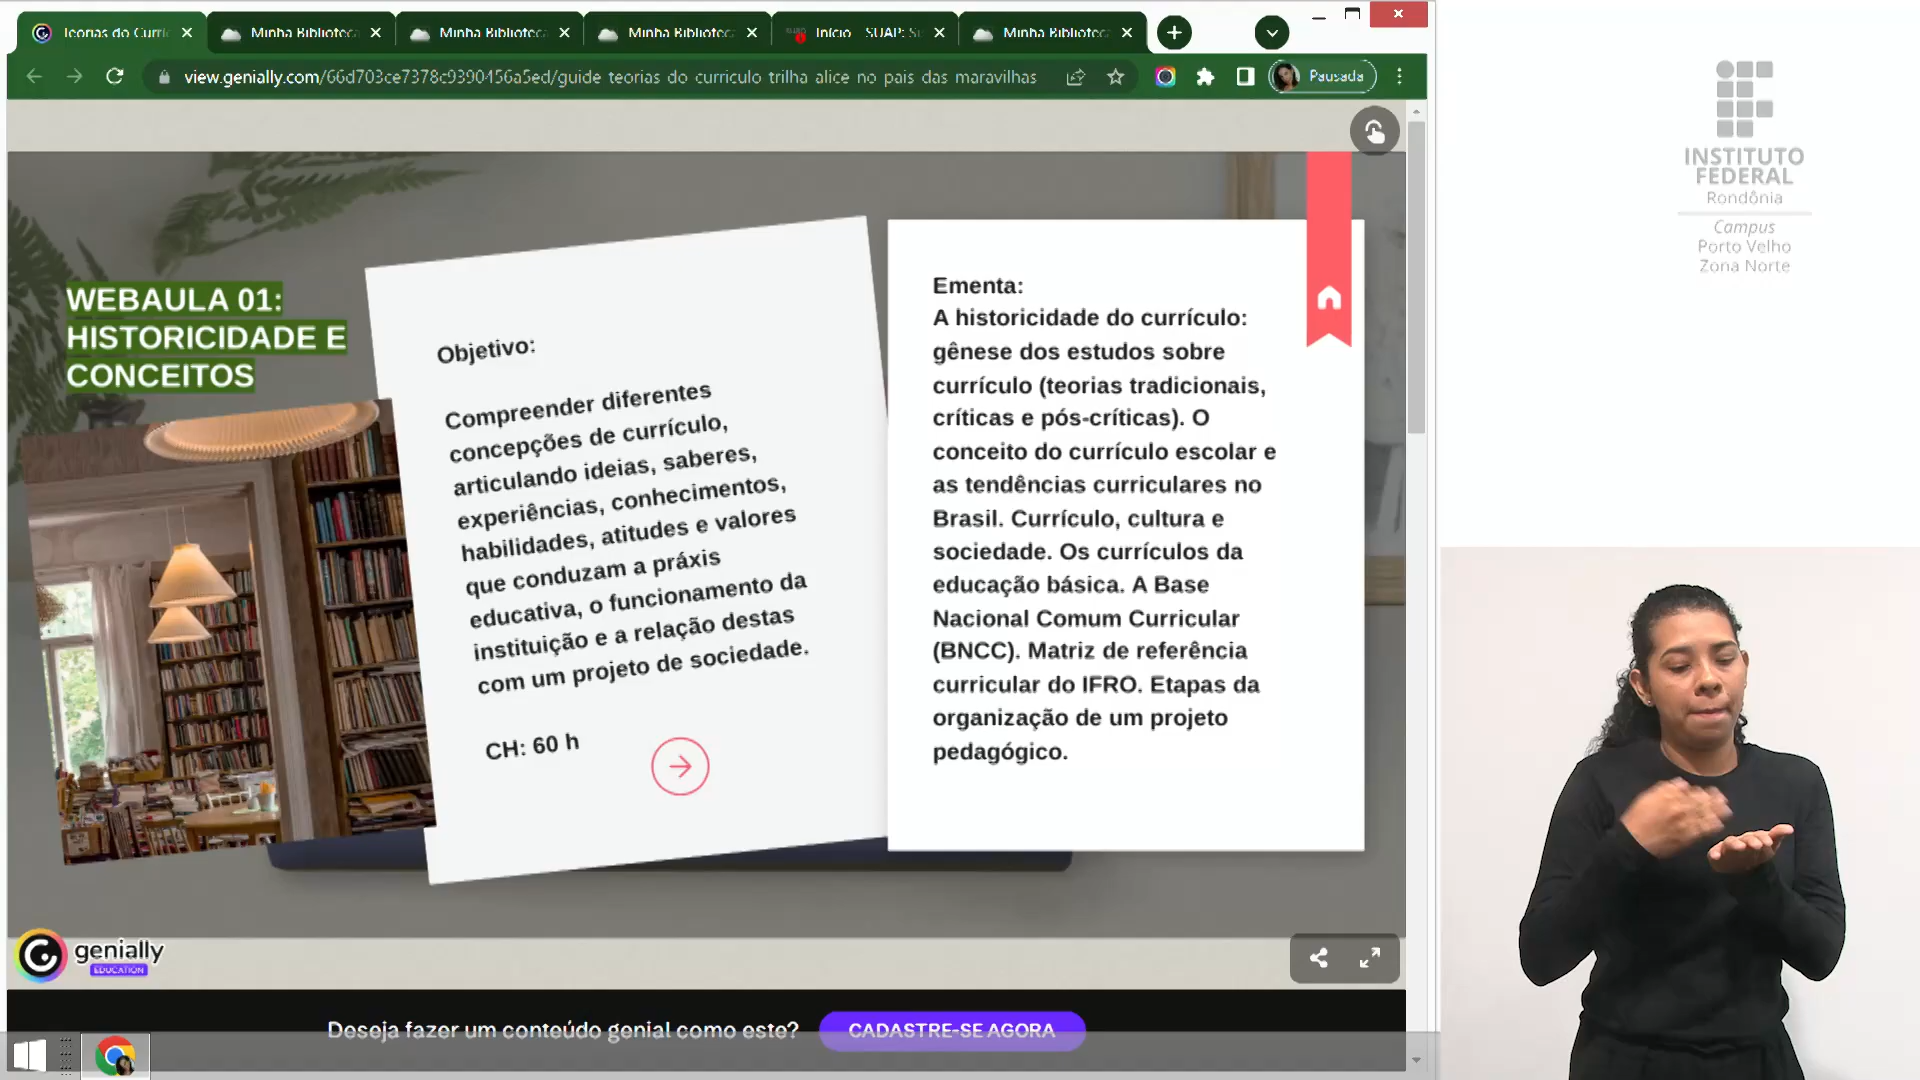 Teorias do Curríc
Minha Biblioteca
Minha Biblioteca
Minha Biblioteca
Início
SUAP: S
Minha Biblioteca
view.genially.com/66d703ce7378c9390456a5ed/guide teorias do curriculo trilha alice no pais das maravilhas
Pausada
INSTITUTO
FEDERAL
Rondônia
Campus
Porto Velho
Zona Norte
WEBAULA 01:
HISTORICIDADE E
CONCEITOS
Objetivo:
Compreender diferentes
concepções de currículo,
articulando ideias, saberes,
experiências, conhecimentos,
habilidades, atitudes e valores
que conduzam a práxis
educativa, o funcionamento da
instituição e a relação destas
com um projeto de sociedade.
CH: 60 h
Ementa:
A historicidade do currículo:
gênese dos estudos sobre
currículo (teorias tradicionais,
críticas e pós-críticas). O
conceito do currículo escolar e
as tendências curriculares no
Brasil. Currículo, cultura e
sociedade. Os currículos da
educação básica. A Base
Nacional Comum Curricular
(BNCC). Matriz de referência
curricular do IFRO. Etapas da
organização de um projeto
pedagógico.
genially
EDUCATION
Deseja fazer um conteúdo genial como este?
CADASTRE-SE AGORA